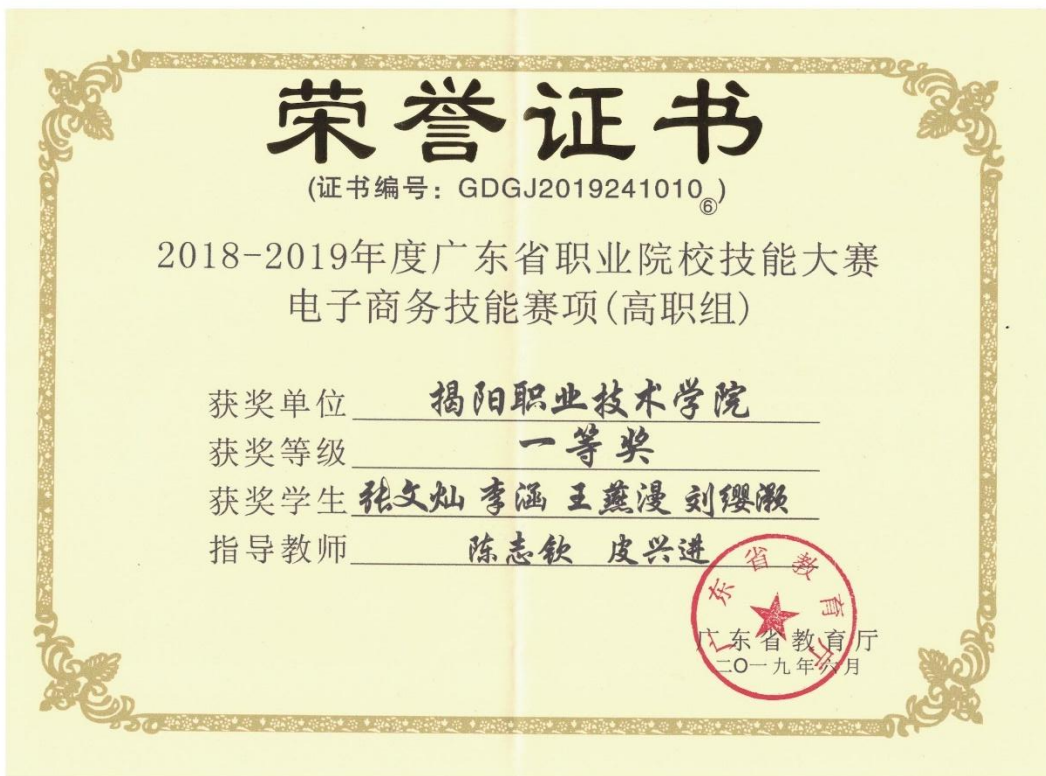 荣誉证书
(证书编号：GDGJ2019241010⑥)
2018-2019年度广东省职业院校技能大赛
电子商务技能赛项(高职组)
获奖单位 揭阳职业技术学院
获奖等级 一等奖
获奖学生 张文灿 李涵 王燕漫 刘缨灏
指导教师 陈志钦 皮兴进
广东省教育厅
广东省教育厅
二〇一九年六月